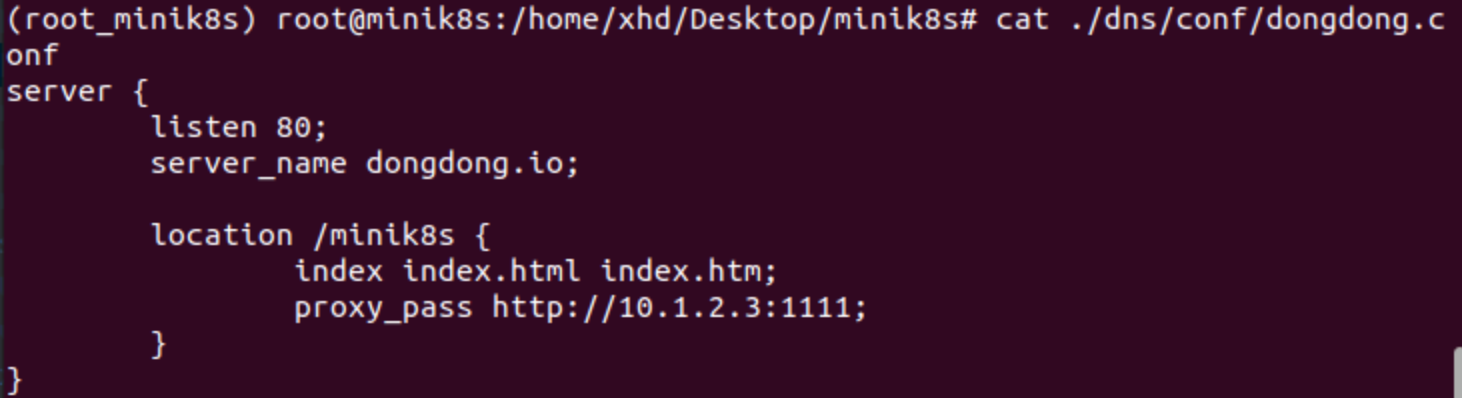 (root_minik8s) root@minik8s:/home/xhd/Desktop/minik8s# cat ./dns/conf/dongdong.c
onf
server {
        listen 80;
        server_name dongdong.io;

        location /minik8s {
                index index.html index.htm;
                proxy_pass http://10.1.2.3:1111;
        }
}